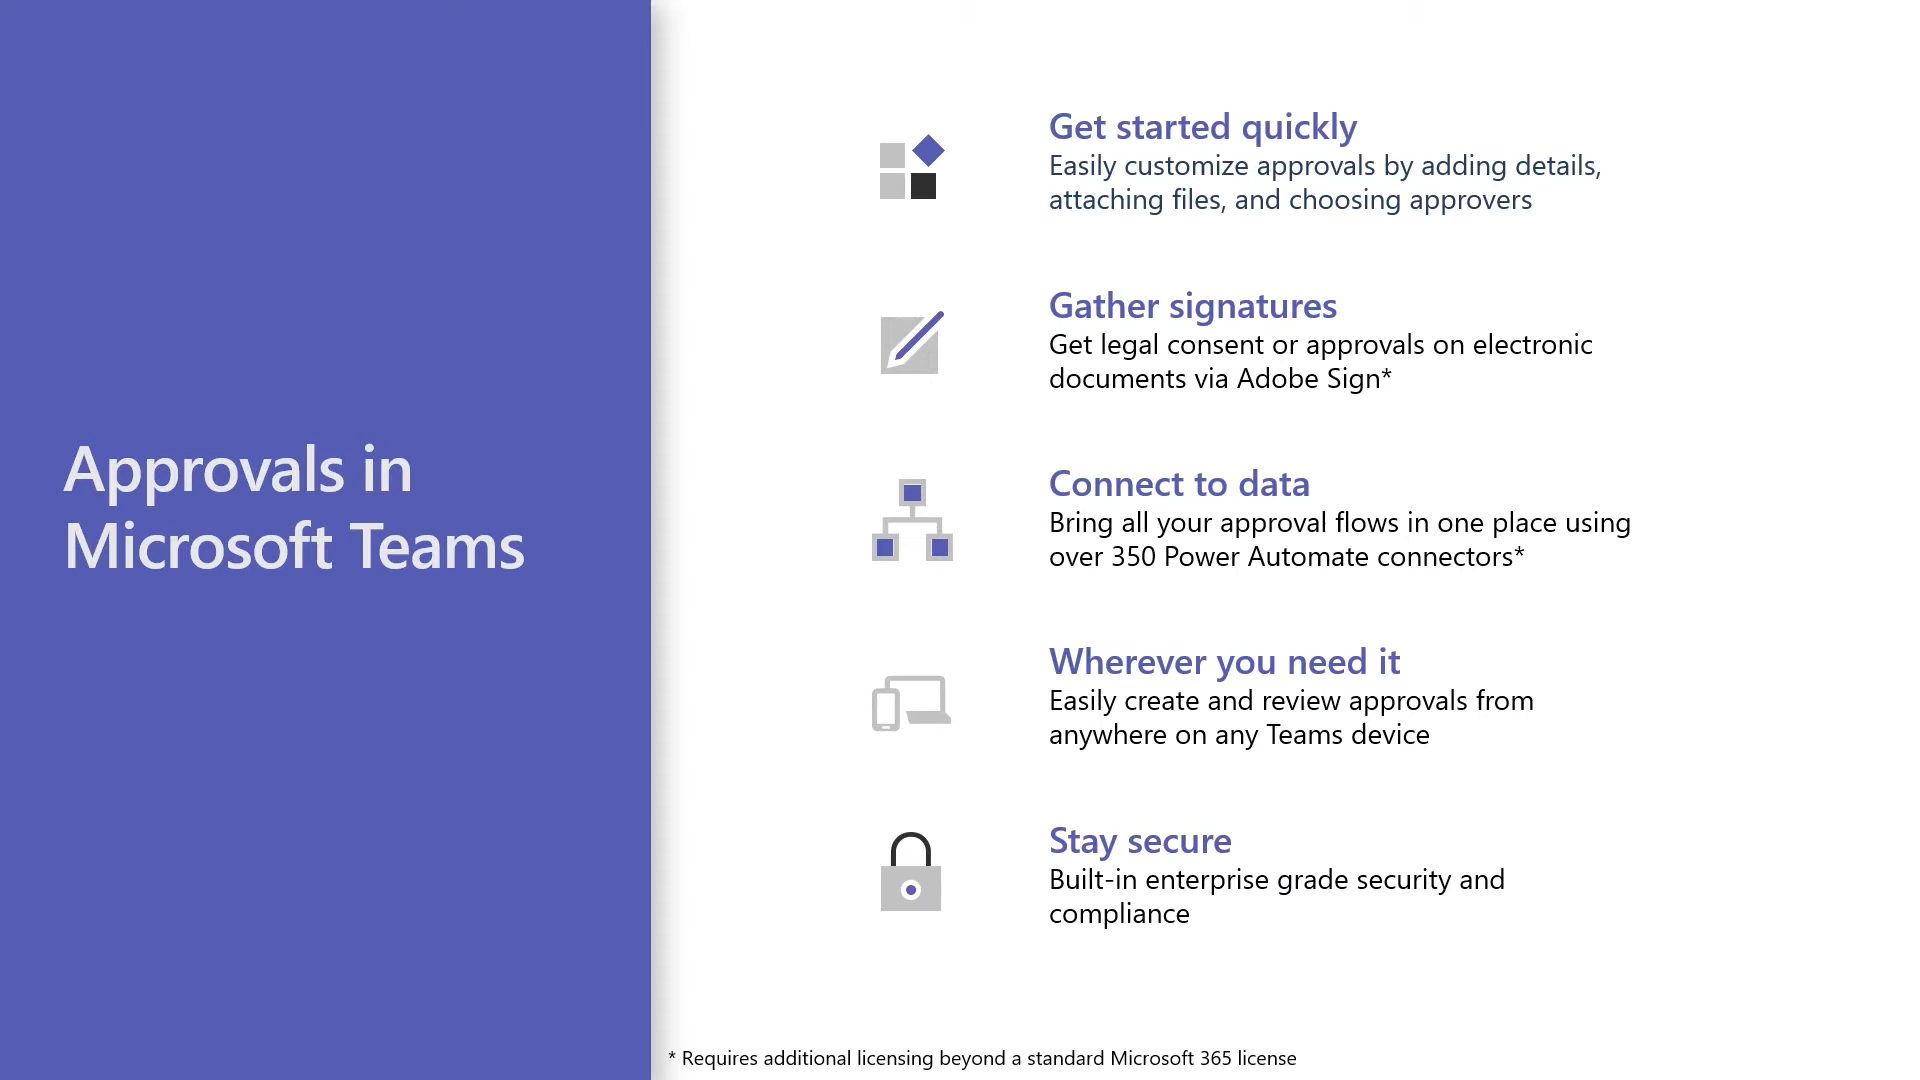 Approvals in
Microsoft Teams
Get started quickly
Easily customize approvals by adding details,
attaching files, and choosing approvers
Gather signatures
Get legal consent or approvals on electronic
documents via Adobe Sign*
Connect to data
Bring all your approval flows in one place using
over 350 Power Automate connectors*
Wherever you need it
Easily create and review approvals from
anywhere on any Teams device
Stay secure
Built-in enterprise grade security and
compliance
* Requires additional licensing beyond a standard Microsoft 365 license